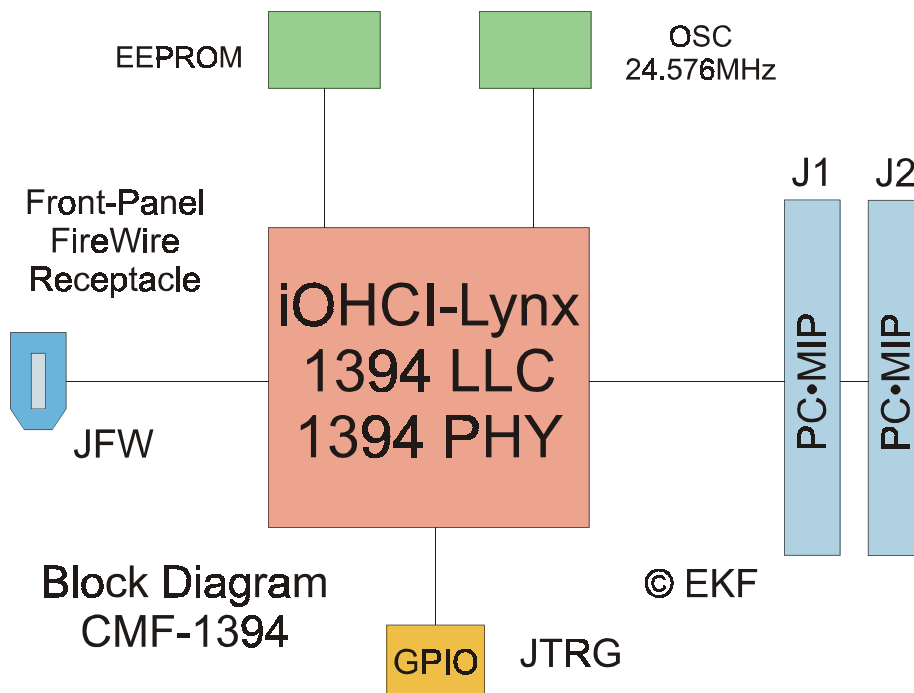 EEPROM
OSC
24.576MHz
J1
J2
Front-Panel
FireWire
Receptacle
iOHCI-Lynx
1394 LLC
1394 PHY
PC•MIP
PC•MIP
JFW
Block Diagram
CMF-1394
© EKF
GPIO
JTRG